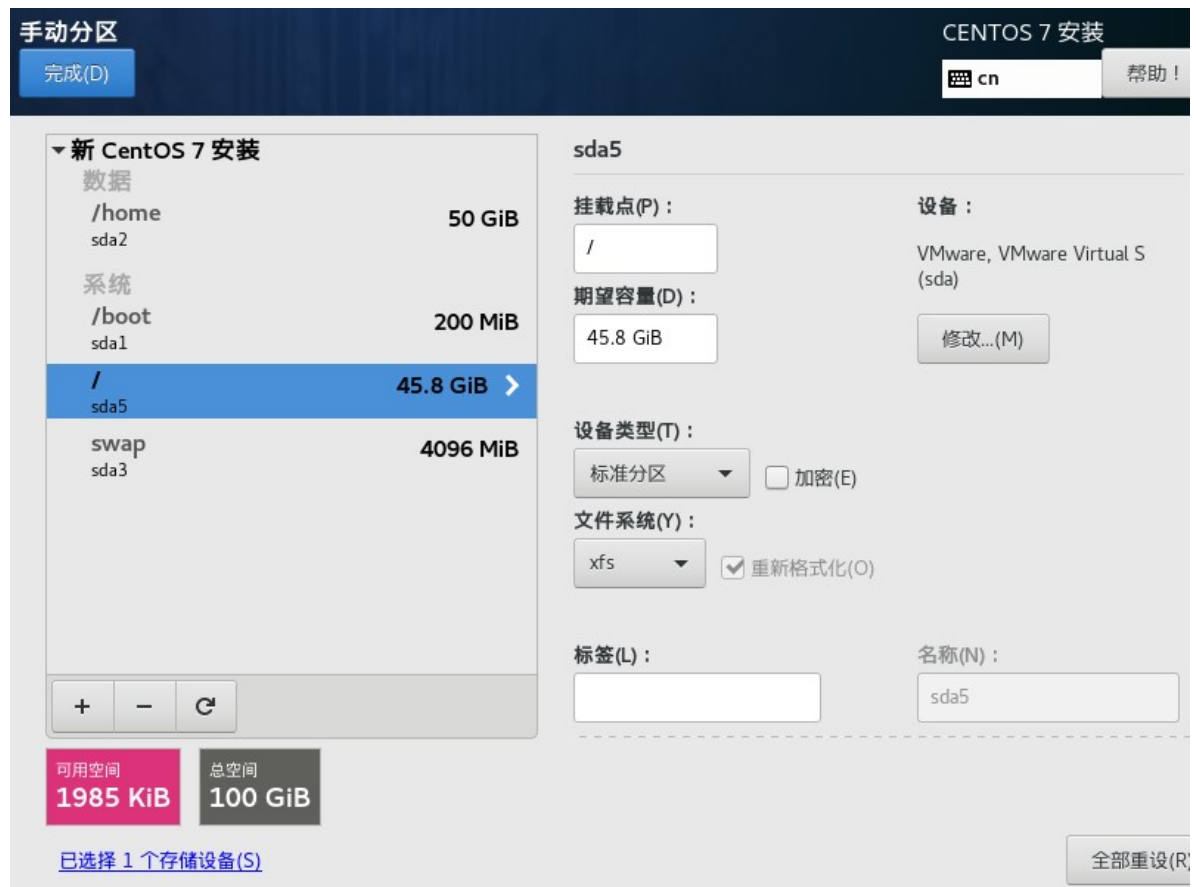 手动分区
CENTOS 7 安装
完成(D)
cn
帮助！
新 CentOS 7 安装
数据
/home
50 GiB
sda2
系统
/boot
200 MiB
sda1
/
45.8 GiB
sda5
swap
4096 MiB
sda3
+ −
可用空间
1985 KiB
总空间
100 GiB
已选择 1 个存储设备(S)
sda5
挂载点(P)：
/
期望容量(D)：
45.8 GiB
设备：
VMware, VMware Virtual S
(sda)
修改...(M)
设备类型(T)：
标准分区
加密(E)
文件系统(Y)：
xfs
重新格式化(O)
标签(L)：
名称(N)：
sda5
全部重设(R)